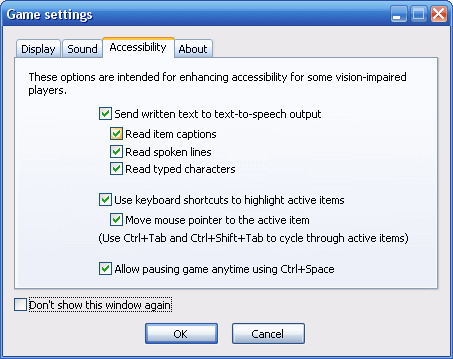 Game settings
Display Sound Accessibility About
These options are intended for enhancing accessibility for some vision-impaired
players.
Send written text to text-to-speech output
Read item captions
Read spoken lines
Read typed characters
Use keyboard shortcuts to highlight active items
Move mouse pointer to the active item
(Use Ctrl+Tab and Ctrl+Shift+Tab to cycle through active items)
Allow pausing game anytime using Ctrl+Space
Don't show this window again
OK Cancel